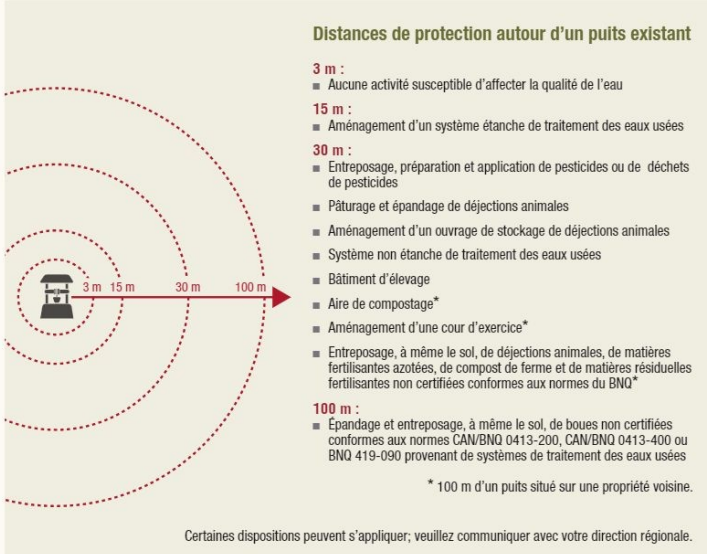 Distances de protection autour d'un puits existant
3 m :
■ Aucune activité susceptible d'affecter la qualité de l'eau
15 m :
■ Aménagement d'un système étanche de traitement des eaux usées
30 m :
■ Entreposage, préparation et application de pesticides ou de déchets
de pesticides
■ Pâturage et épandage de déjections animales
■ Aménagement d'un ouvrage de stockage de déjections animales
■ Système non étanche de traitement des eaux usées
■ Bâtiment d'élevage
■ Aire de compostage*
■ Aménagement d'une cour d'exercice*
■ Entreposage, à même le sol, de déjections animales, de matières
fertilisantes azotées, de compost de ferme et de matières résiduelles
fertilisantes non certifiées conformes aux normes du BNQ*
100 m :
■ Épandage et entreposage, à même le sol, de boues non certifiées
conformes aux normes CAN/BNQ 0413-200, CAN/BNQ 0413-400 ou
BNQ 419-090 provenant de systèmes de traitement des eaux usées
* 100 m d'un puits situé sur une propriété voisine.
3 m 15 m 30 m 100 m
Certaines dispositions peuvent s'appliquer; veuillez communiquer avec votre direction régionale.